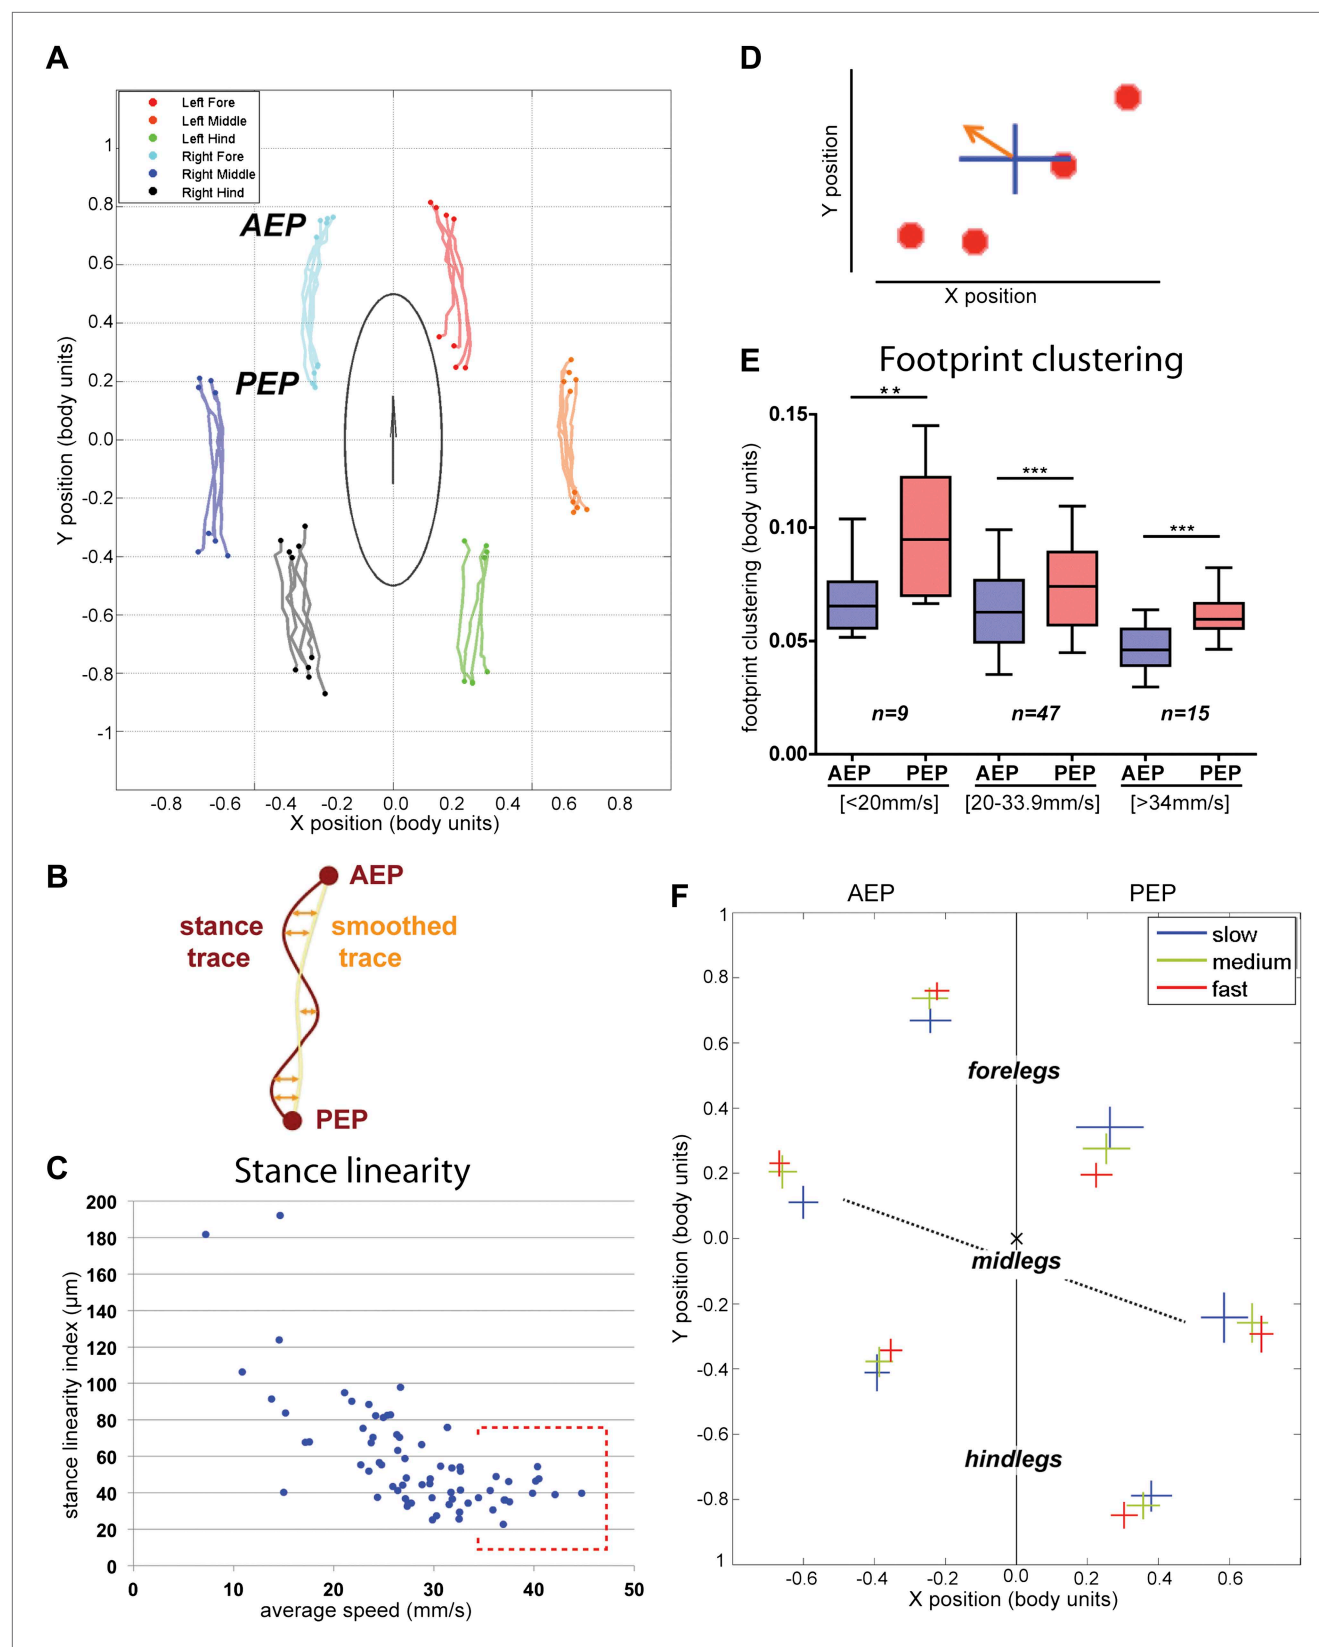 A
Left Fore
Left Middle
Left Hind
Right Fore
Right Middle
Right Hind
AEP
PEP
1
0.8
0.6
0.4
0.2
0.0
-0.2
-0.4
-0.6
-0.8
-1
Y position (body units)
-0.8 -0.6 -0.4 -0.2 0.0 0.2 0.4 0.6 0.8
X position (body units)
B
AEP
stance trace
smoothed trace
PEP
C
Stance linearity
200
180
160
140
120
100
80
60
40
20
0
stance linearity index (µm)
0 10 20 30 40 50
average speed (mm/s)
D
Y position
X position
E
Footprint clustering
** *** ***
0.15
0.10
0.05
0.00
footprint clustering (body units)
n=9 n=47 n=15
AEP PEP AEP PEP AEP PEP
[<20mm/s] [20-33.9mm/s] [>34mm/s]
F
AEP PEP
slow
medium
fast
1
0.8
0.6
0.4
0.2
0.0
-0.2
-0.4
-0.6
-0.8
1
Y position (body units)
forelegs
midlegs
hindlegs
-0.6 -0.4 -0.2 0.0 0.2 0.4 0.6
X position (body units)